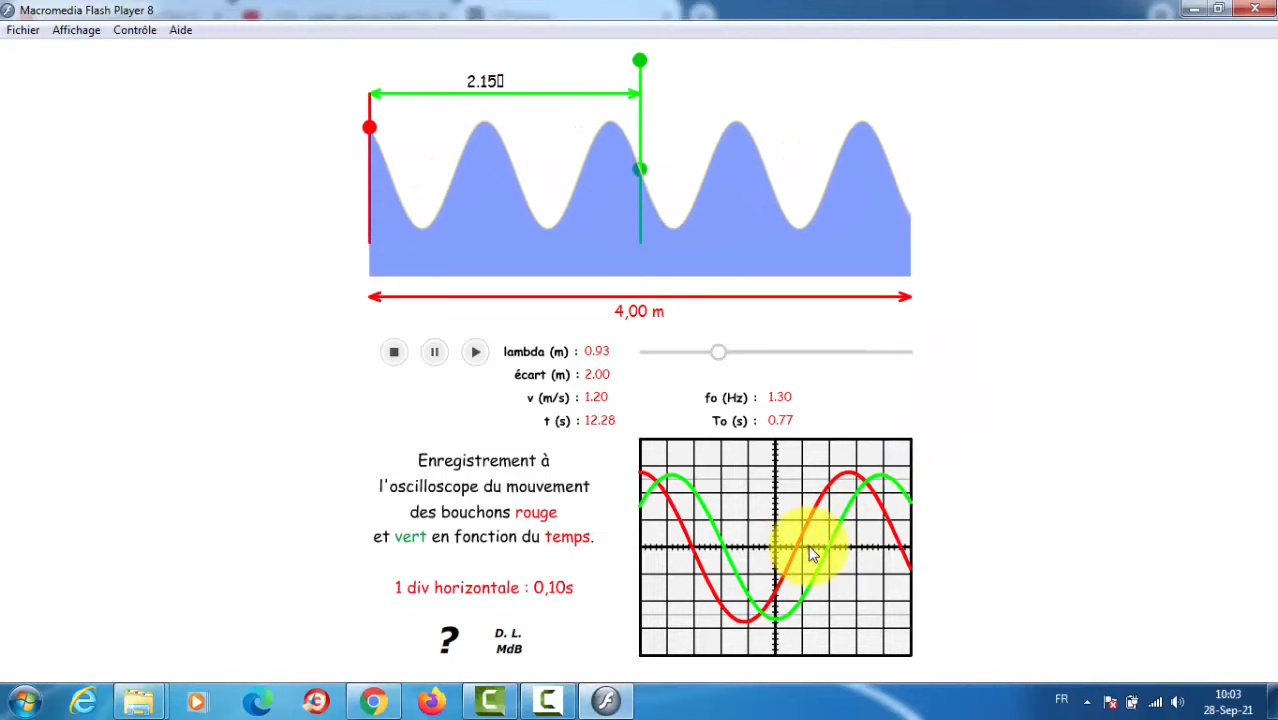 Macromedia Flash Player 8
Fichier Affichage Contrôle Aide
2.15
4,00 m
lambda (m) : 0.93
écart (m) : 2.00
v (m/s) : 1.20
fo (Hz) : 1.30
t (s) : 12.28
To (s) : 0.77
Enregistrement à
l'oscilloscope du mouvement
des bouchons rouge
et vert en fonction du temps.
1 div horizontale : 0,10s
?
D. L.
MdB
FR
10:03
28-Sep-21